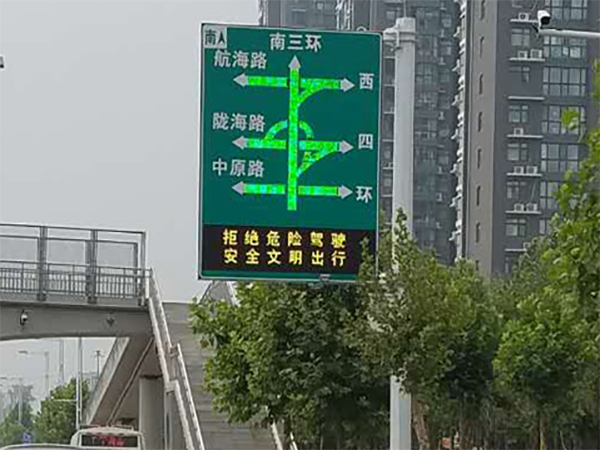 南
南三环
航海路
西
陇海路
四
中原路
环
拒绝危险驾驶
安全文明出行